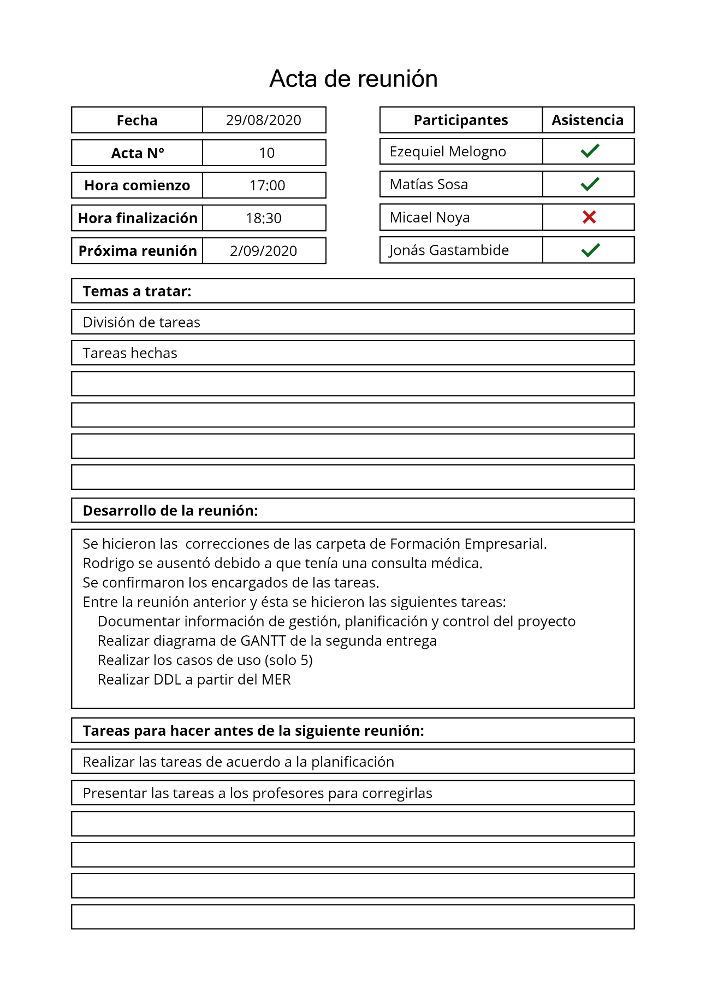 Acta de reunión
Fecha 29/08/2020
Acta N° 10
Hora comienzo 17:00
Hora finalización 18:30
Próxima reunión 2/09/2020
Participantes Asistencia
Ezequiel Melogno
Matías Sosa
Micael Noya
Jonás Gastambide
Temas a tratar:
División de tareas
Tareas hechas
Desarrollo de la reunión:
Se hicieron las  correcciones de las carpeta de Formación Empresarial.
Rodrigo se ausentó debido a que tenía una consulta médica.
Se confirmaron los encargados de las tareas.
Entre la reunión anterior y ésta se hicieron las siguientes tareas:
Documentar información de gestión, planificación y control del proyecto
Realizar diagrama de GANTT de la segunda entrega
Realizar los casos de uso (solo 5)
Realizar DDL a partir del MER
Tareas para hacer antes de la siguiente reunión:
Realizar las tareas de acuerdo a la planificación
Presentar las tareas a los profesores para corregirlas